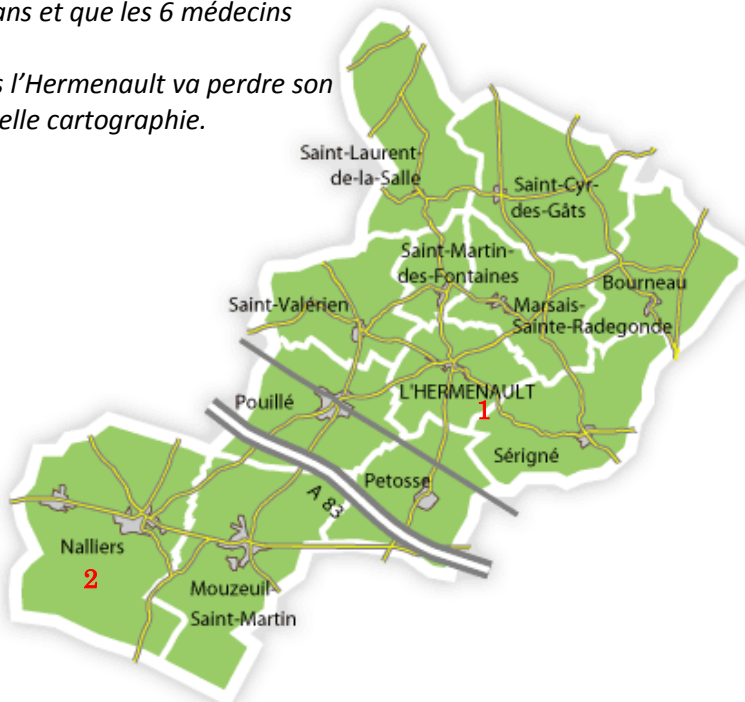 ans et que les 6 médecins
s l'Hermenault va perdre son
elle cartographie.
Saint-Laurent-
de-la-Salle
Saint-Cyr-
des-Gâts
Saint-Martin-
des-Fontaines
Bourneau
Saint-Valérien
Marsais-
Sainte-Radegonde
L'HERMENAULT
1
Pouillé
Sérigné
Petosse
A 83
Nalliers
2
Mouzeuil-
Saint-Martin